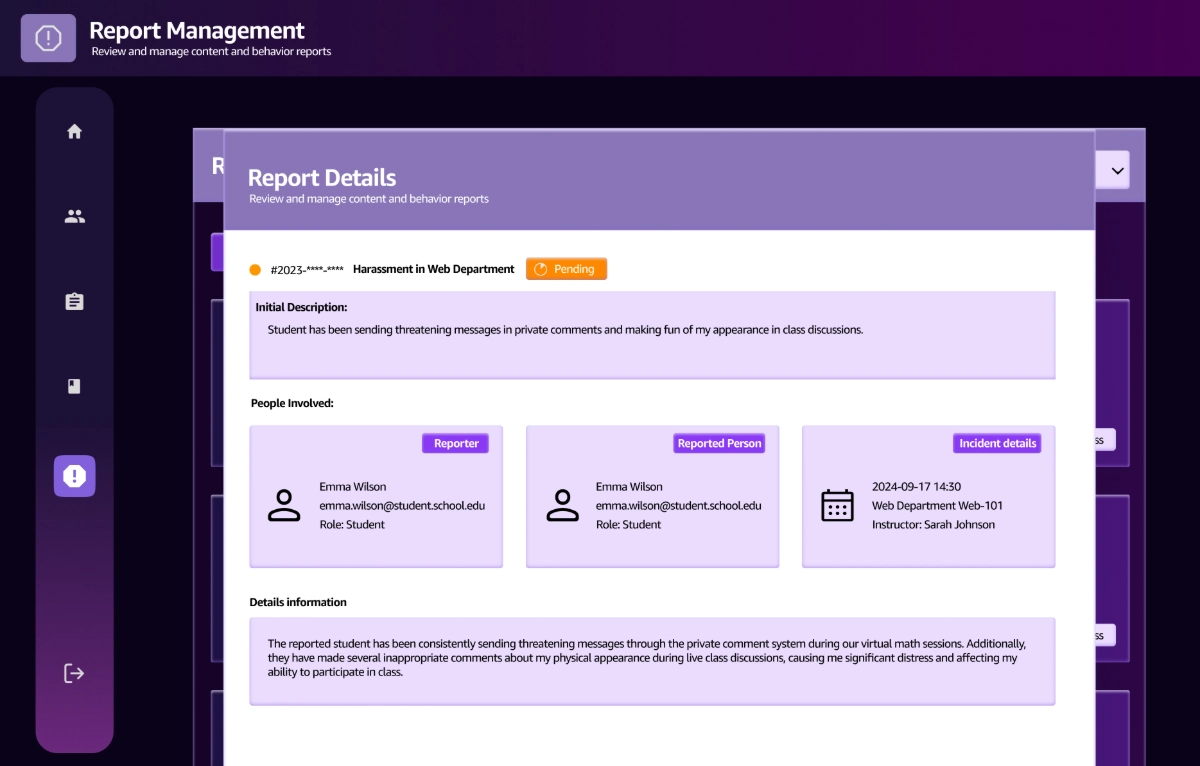 Report Management
Review and manage content and behavior reports
R
Report Details
Review and manage content and behavior reports
#2023-****-**** Harassment in Web Department Pending
Initial Description:
Student has been sending threatening messages in private comments and making fun of my appearance in class discussions.
People Involved:
Reporter
Emma Wilson
emma.wilson@student.school.edu
Role: Student
Reported Person
Emma Wilson
emma.wilson@student.school.edu
Role: Student
Incident details
2024-09-17 14:30
Web Department Web-101
Instructor: Sarah Johnson
ss
Details information
The reported student has been consistently sending threatening messages through the private comment system during our virtual math sessions. Additionally,
they have made several inappropriate comments about my physical appearance during live class discussions, causing me significant distress and affecting my
ability to participate in class.
ss